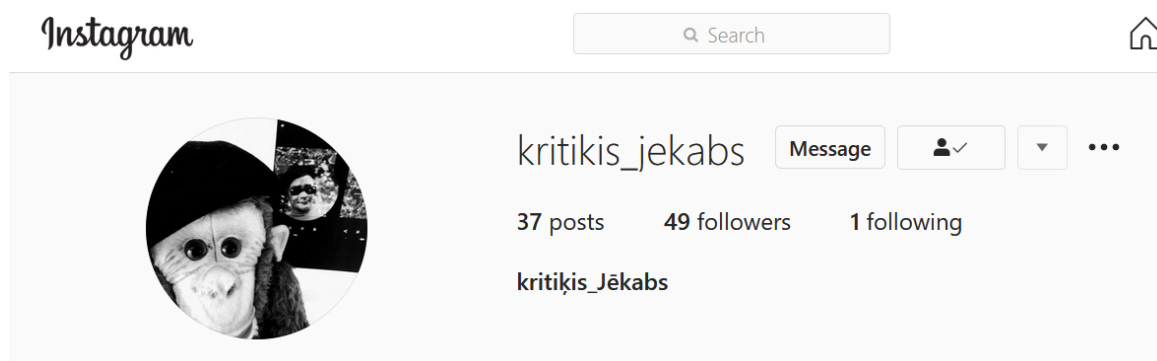 Instagram
Search
kritikis_jekabs Message
37 posts 49 followers 1 following
kritiķis_Jēkabs